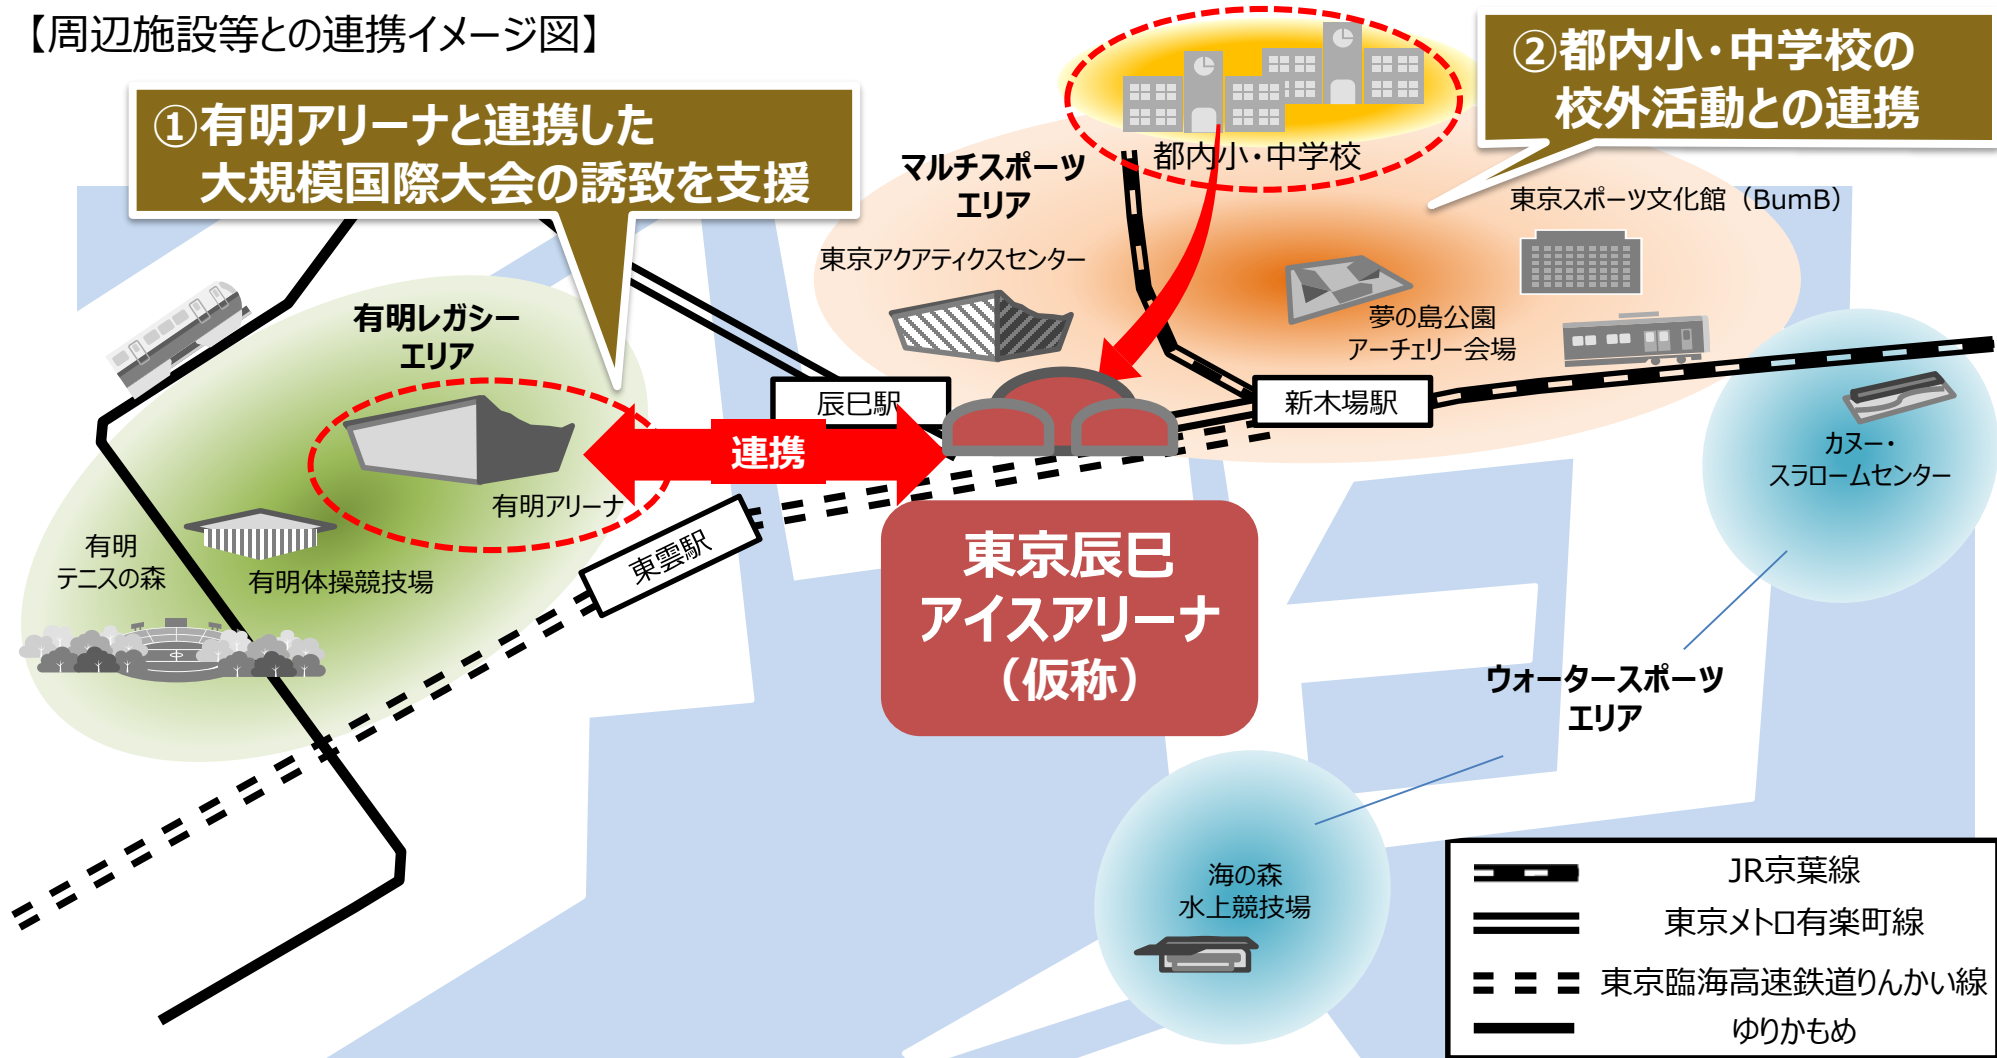 【周辺施設等との連携イメージ図】
①有明アリーナと連携した
大規模国際大会の誘致を支援
②都内小・中学校の
校外活動との連携
都内小・中学校
マルチスポーツ
エリア
東京スポーツ文化館（BumB）
東京アクアティクスセンター
夢の島公園
アーチェリー会場
有明レガシー
エリア
辰巳駅
新木場駅
連携
カヌー・
スラロームセンター
有明アリーナ
有明
テニスの森
有明体操競技場
東雲駅
東京辰巳
アイスアリーナ
（仮称）
ウォータースポーツ
エリア
海の森
水上競技場
JR京葉線
東京メトロ有楽町線
東京臨海高速鉄道りんかい線
ゆりかもめ